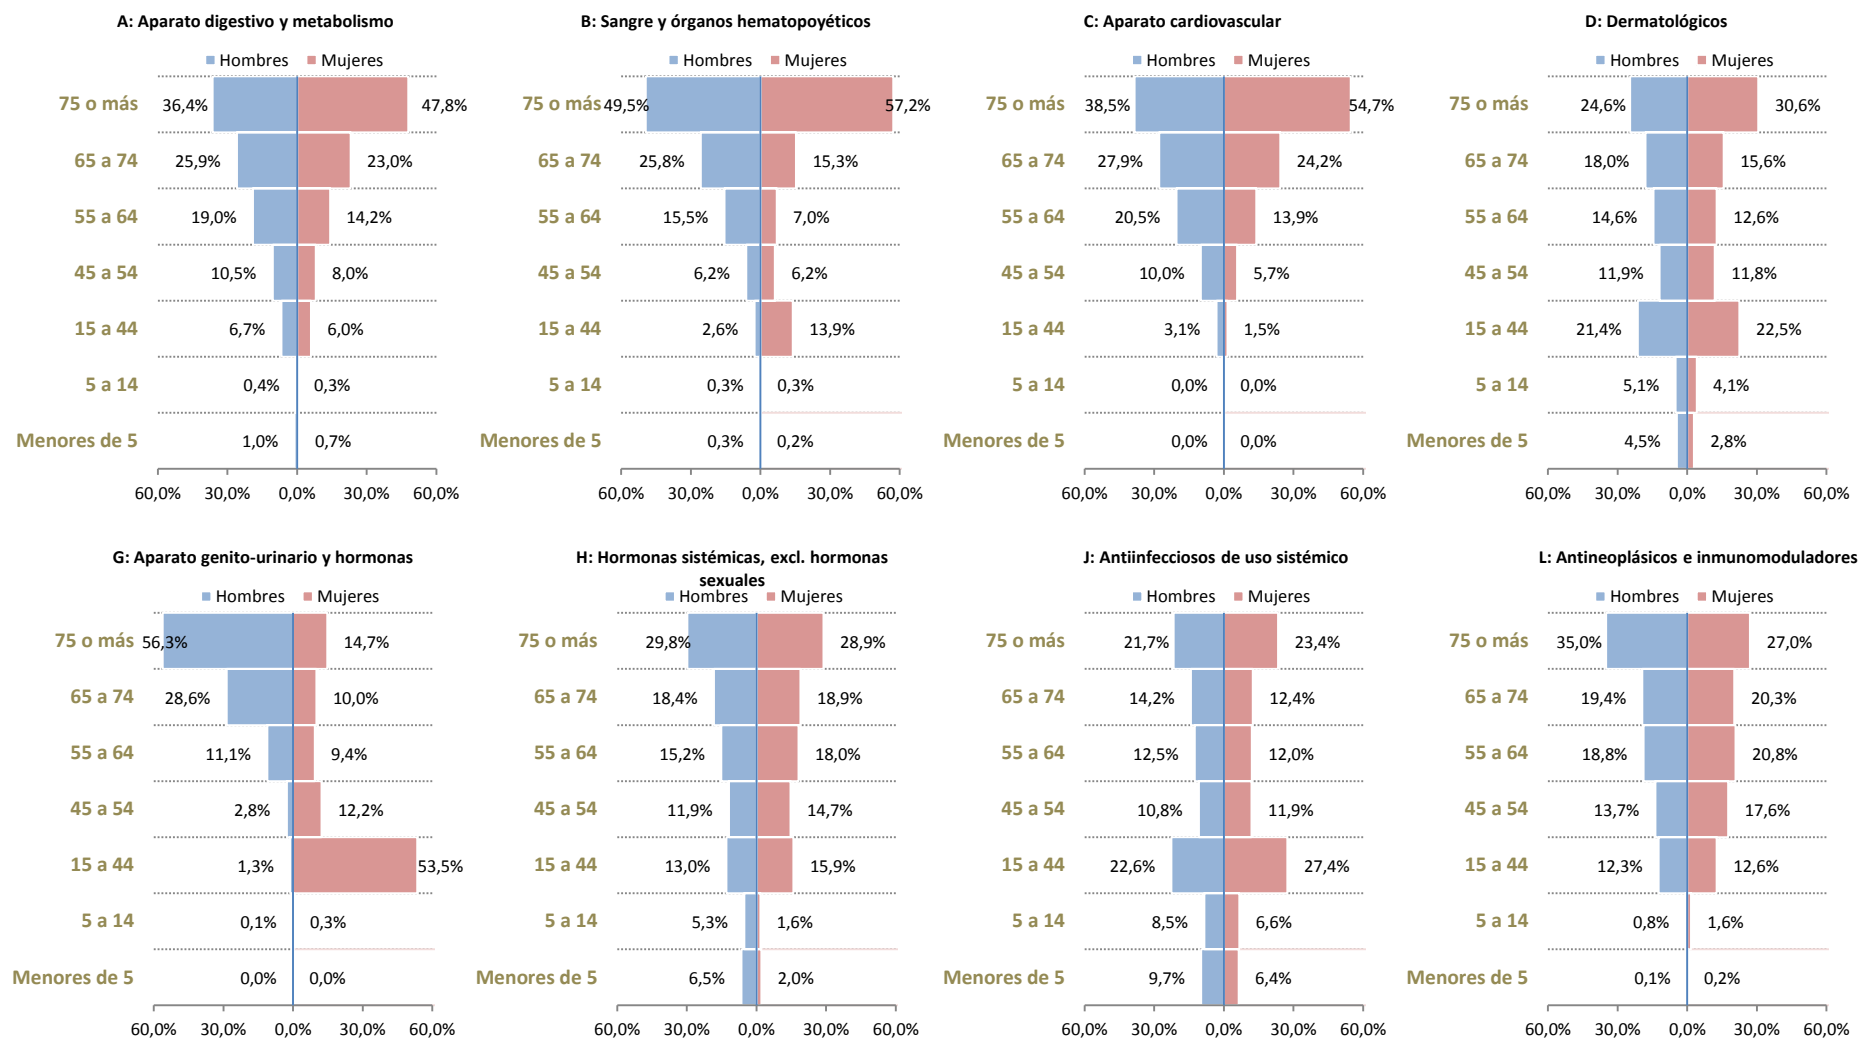 A: Aparato digestivo y metabolismo
Hombres Mujeres
75 o más 36,4% 47,8%
65 a 74 25,9% 23,0%
55 a 64 19,0% 14,2%
45 a 54 10,5% 8,0%
15 a 44 6,7% 6,0%
5 a 14 0,4% 0,3%
Menores de 5 1,0% 0,7%
60,0% 30,0% 0,0% 30,0% 60,0%
B: Sangre y órganos hematopoyéticos
Hombres Mujeres
75 o más 49,5% 57,2%
65 a 74 25,8% 15,3%
55 a 64 15,5% 7,0%
45 a 54 6,2% 6,2%
15 a 44 2,6% 13,9%
5 a 14 0,3% 0,3%
Menores de 5 0,3% 0,2%
60,0% 30,0% 0,0% 30,0% 60,0%
C: Aparato cardiovascular
Hombres Mujeres
75 o más 38,5% 54,7%
65 a 74 27,9% 24,2%
55 a 64 20,5% 13,9%
45 a 54 10,0% 5,7%
15 a 44 3,1% 1,5%
5 a 14 0,0% 0,0%
Menores de 5 0,0% 0,0%
60,0% 30,0% 0,0% 30,0% 60,0%
D: Dermatológicos
Hombres Mujeres
75 o más 24,6% 30,6%
65 a 74 18,0% 15,6%
55 a 64 14,6% 12,6%
45 a 54 11,9% 11,8%
15 a 44 21,4% 22,5%
5 a 14 5,1% 4,1%
Menores de 5 4,5% 2,8%
60,0% 30,0% 0,0% 30,0% 60,0%
G: Aparato genito-urinario y hormonas
Hombres Mujeres
75 o más 56,3% 14,7%
65 a 74 28,6% 10,0%
55 a 64 11,1% 9,4%
45 a 54 2,8% 12,2%
15 a 44 1,3% 53,5%
5 a 14 0,1% 0,3%
Menores de 5 0,0% 0,0%
60,0% 30,0% 0,0% 30,0% 60,0%
H: Hormonas sistémicas, excl. hormonas
sexuales
Hombres Mujeres
75 o más 29,8% 28,9%
65 a 74 18,4% 18,9%
55 a 64 15,2% 18,0%
45 a 54 11,9% 14,7%
15 a 44 13,0% 15,9%
5 a 14 5,3% 1,6%
Menores de 5 6,5% 2,0%
60,0% 30,0% 0,0% 30,0% 60,0%
J: Antiinfecciosos de uso sistémico
Hombres Mujeres
75 o más 21,7% 23,4%
65 a 74 14,2% 12,4%
55 a 64 12,5% 12,0%
45 a 54 10,8% 11,9%
15 a 44 22,6% 27,4%
5 a 14 8,5% 6,6%
Menores de 5 9,7% 6,4%
60,0% 30,0% 0,0% 30,0% 60,0%
L: Antineoplásicos e inmunomoduladores
Hombres Mujeres
75 o más 35,0% 27,0%
65 a 74 19,4% 20,3%
55 a 64 18,8% 20,8%
45 a 54 13,7% 17,6%
15 a 44 12,3% 12,6%
5 a 14 0,8% 1,6%
Menores de 5 0,1% 0,2%
60,0% 30,0% 0,0% 30,0% 60,0%